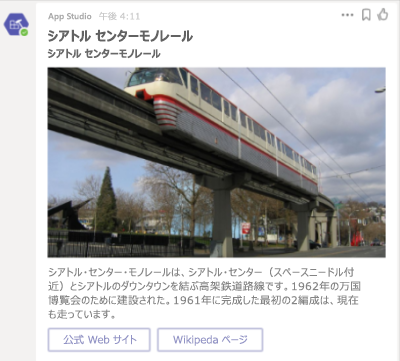 App Studio 午後 4:11
シアトル センターモノレール
シアトル センターモノレール
シアトル・センター・モノレールは、シアトル・センター（スペースニードル付
近）とシアトルのダウンタウンを結ぶ高架鉄道路線です。1962年の万国
博覧会のために建設された。1961年に完成した最初の2編成は、現在
も走っています。
公式 Web サイト
Wikipeda ページ